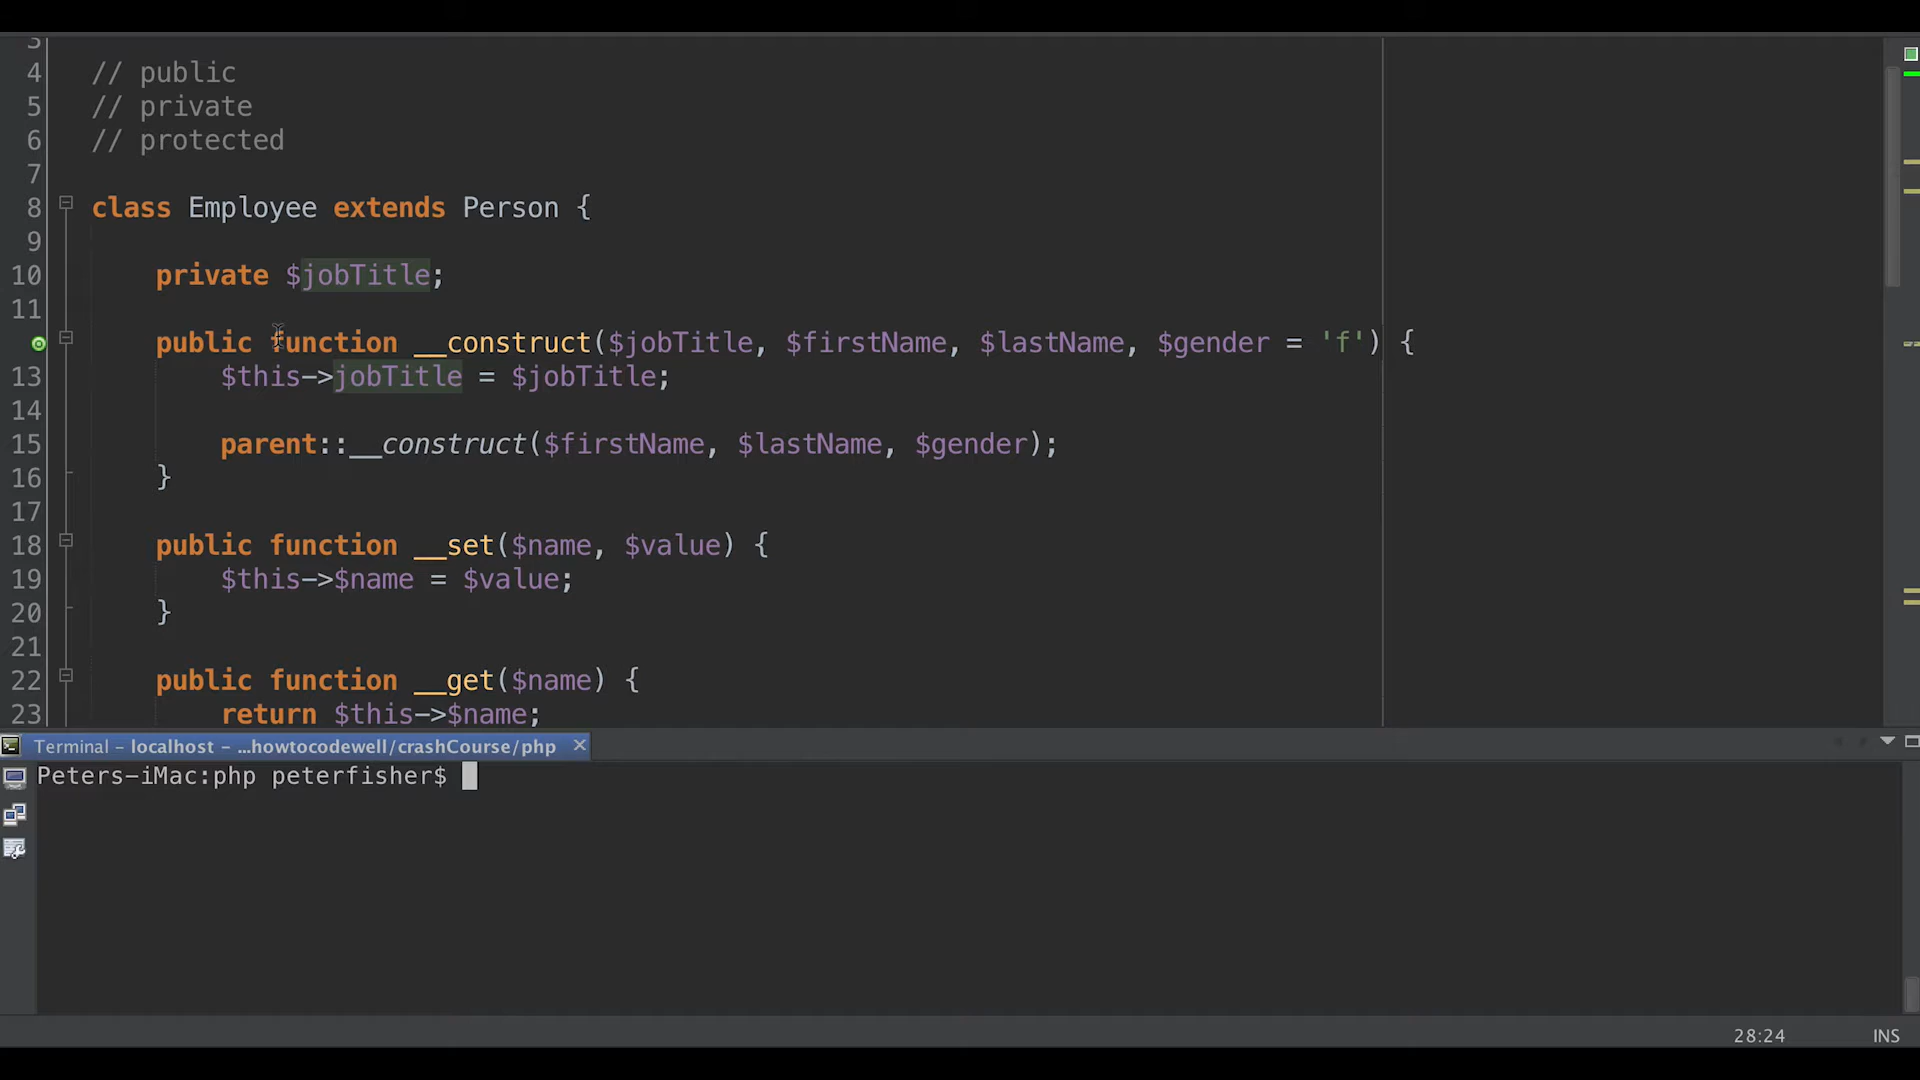 3
4 // public
5 // private
6 // protected
7
8 class Employee extends Person {
9
10 private $jobTitle;
11
public function __construct($jobTitle, $firstName, $lastName, $gender = 'f') {
13 $this->jobTitle = $jobTitle;
14
15 parent::__construct($firstName, $lastName, $gender);
16 }
17
18 public function __set($name, $value) {
19 $this->$name = $value;
20 }
21
22 public function __get($name) {
23 return $this->$name;
Terminal – localhost – …howtocodewell/crashCourse/php
Peters-iMac:php peterfisher$
28:24 INS